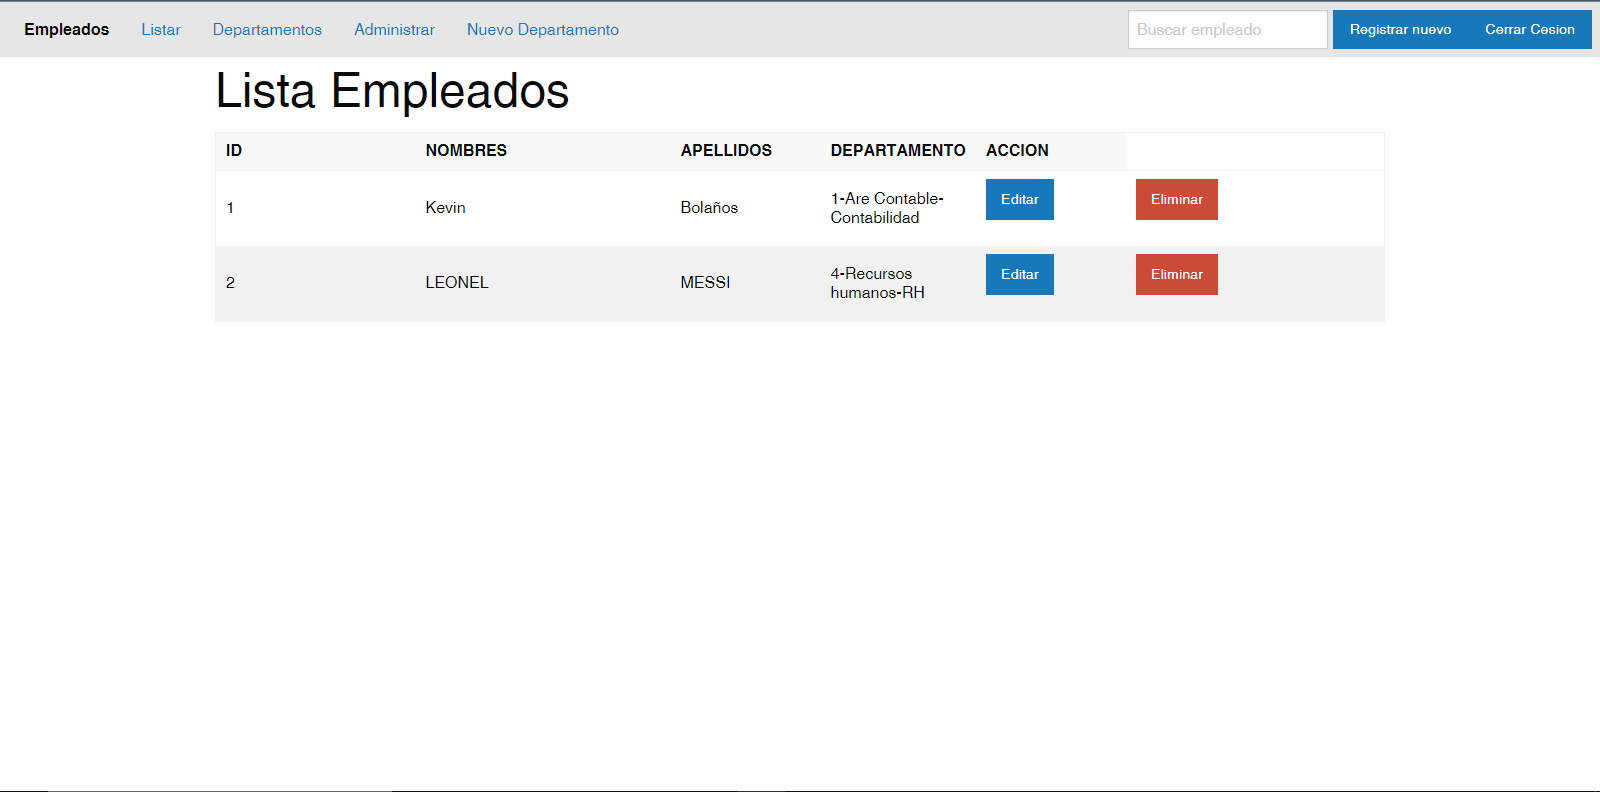 Empleados Listar Departamentos Administrar Nuevo Departamento Buscar empleado Registrar nuevo Cerrar Cesion
Lista Empleados
ID NOMBRES APELLIDOS DEPARTAMENTO ACCION
1 Kevin Bolaños 1-Are Contable-
Contabilidad Editar Eliminar
2 LEONEL MESSI 4-Recursos
humanos-RH Editar Eliminar